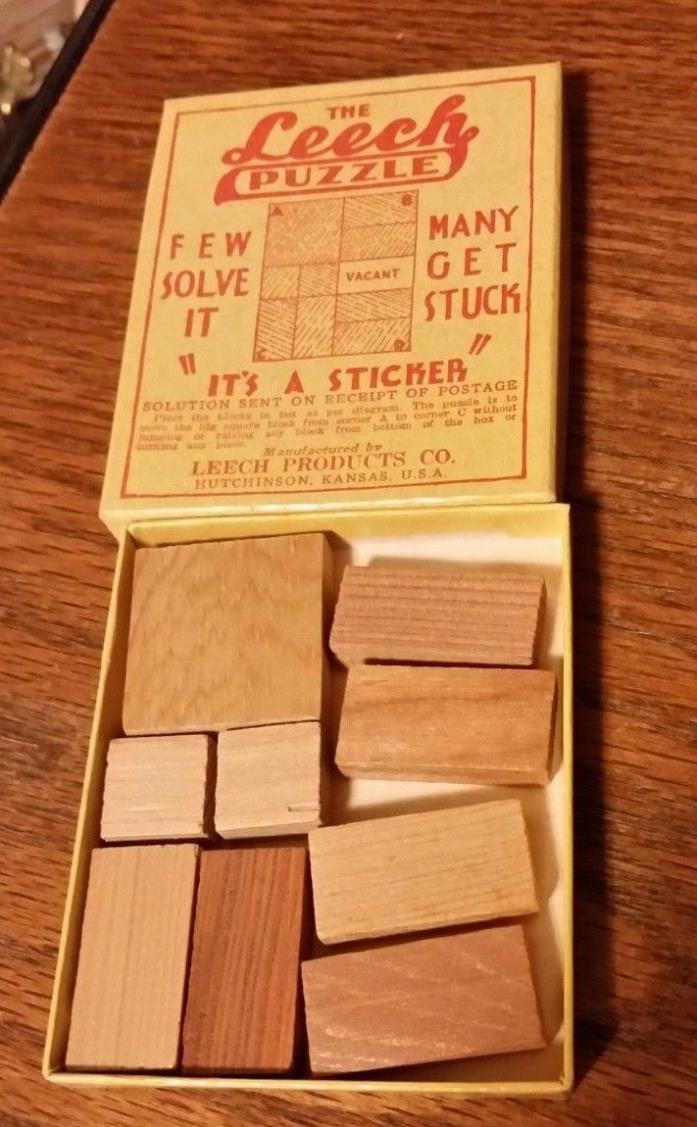 THE
Leech
PUZZLE
FEW
SOLVE
IT
A
B
VACANT
C
D
MANY
GET
STUCK
"IT'S A STICKER"
SOLUTION SENT ON RECEIPT OF POSTAGE
Place the blocks in box as per diagram. The puzzle is to
move the big square block from corner A to corner C without
jumping or raising any block from bottom of the box or
turning any piece.
Manufactured by
LEECH PRODUCTS CO.
HUTCHINSON, KANSAS, U.S.A.